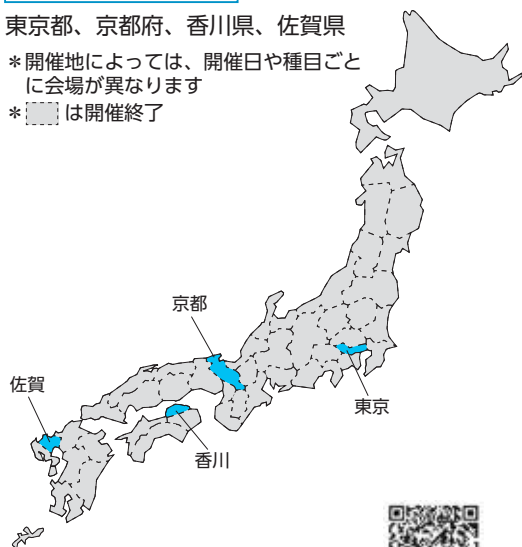 東京都、京都府、香川県、佐賀県
＊開催地によっては、開催日や種目ごと
に会場が異なります
＊ は開催終了
京都
佐賀
東京
香川